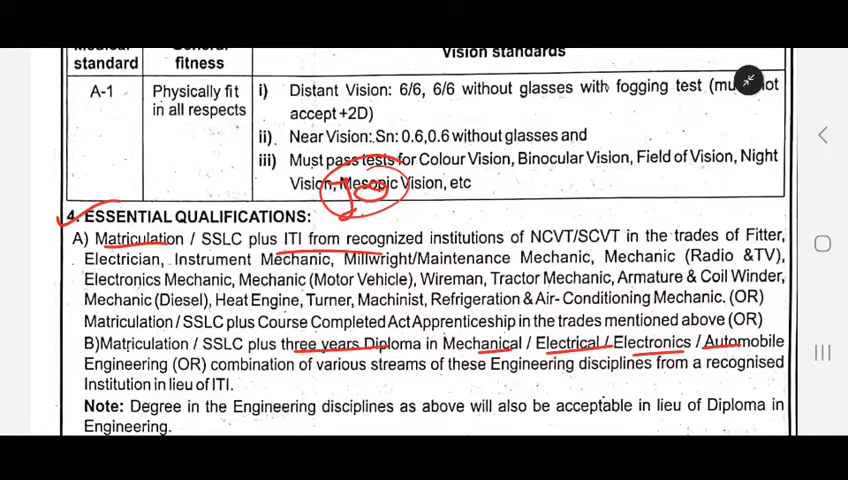 Medical General Vision standards
standard fitness
A-1 Physically fit i) Distant Vision: 6/6, 6/6 without glasses with fogging test (must not
in all respects accept +2D)
ii). Near Vision: Sn: 0.6,0.6 without glasses and
iii) Must pass tests for Colour Vision, Binocular Vision, Field of Vision, Night
Vision, Mesopic Vision, etc
4. ESSENTIAL QUALIFICATIONS:
A) Matriculation / SSLC plus ITI from recognized institutions of NCVT/SCVT in the trades of Fitter,
Electrician, Instrument Mechanic, Millwright/Maintenance Mechanic, Mechanic (Radio &TV),
Electronics Mechanic, Mechanic (Motor Vehicle), Wireman, Tractor Mechanic, Armature & Coil Winder,
Mechanic (Diesel), Heat Engine, Turner, Machinist, Refrigeration & Air- Conditioning Mechanic. (OR)
Matriculation / SSLC plus Course Completed Act Apprenticeship in the trades mentioned above (OR)
B)Matriculation / SSLC plus three years Diploma in Mechanical / Electrical / Electronics / Automobile
Engineering (OR) combination of various streams of these Engineering disciplines from a recognised
Institution in lieu of ITI.
Note: Degree in the Engineering disciplines as above will also be acceptable in lieu of Diploma in
Engineering.